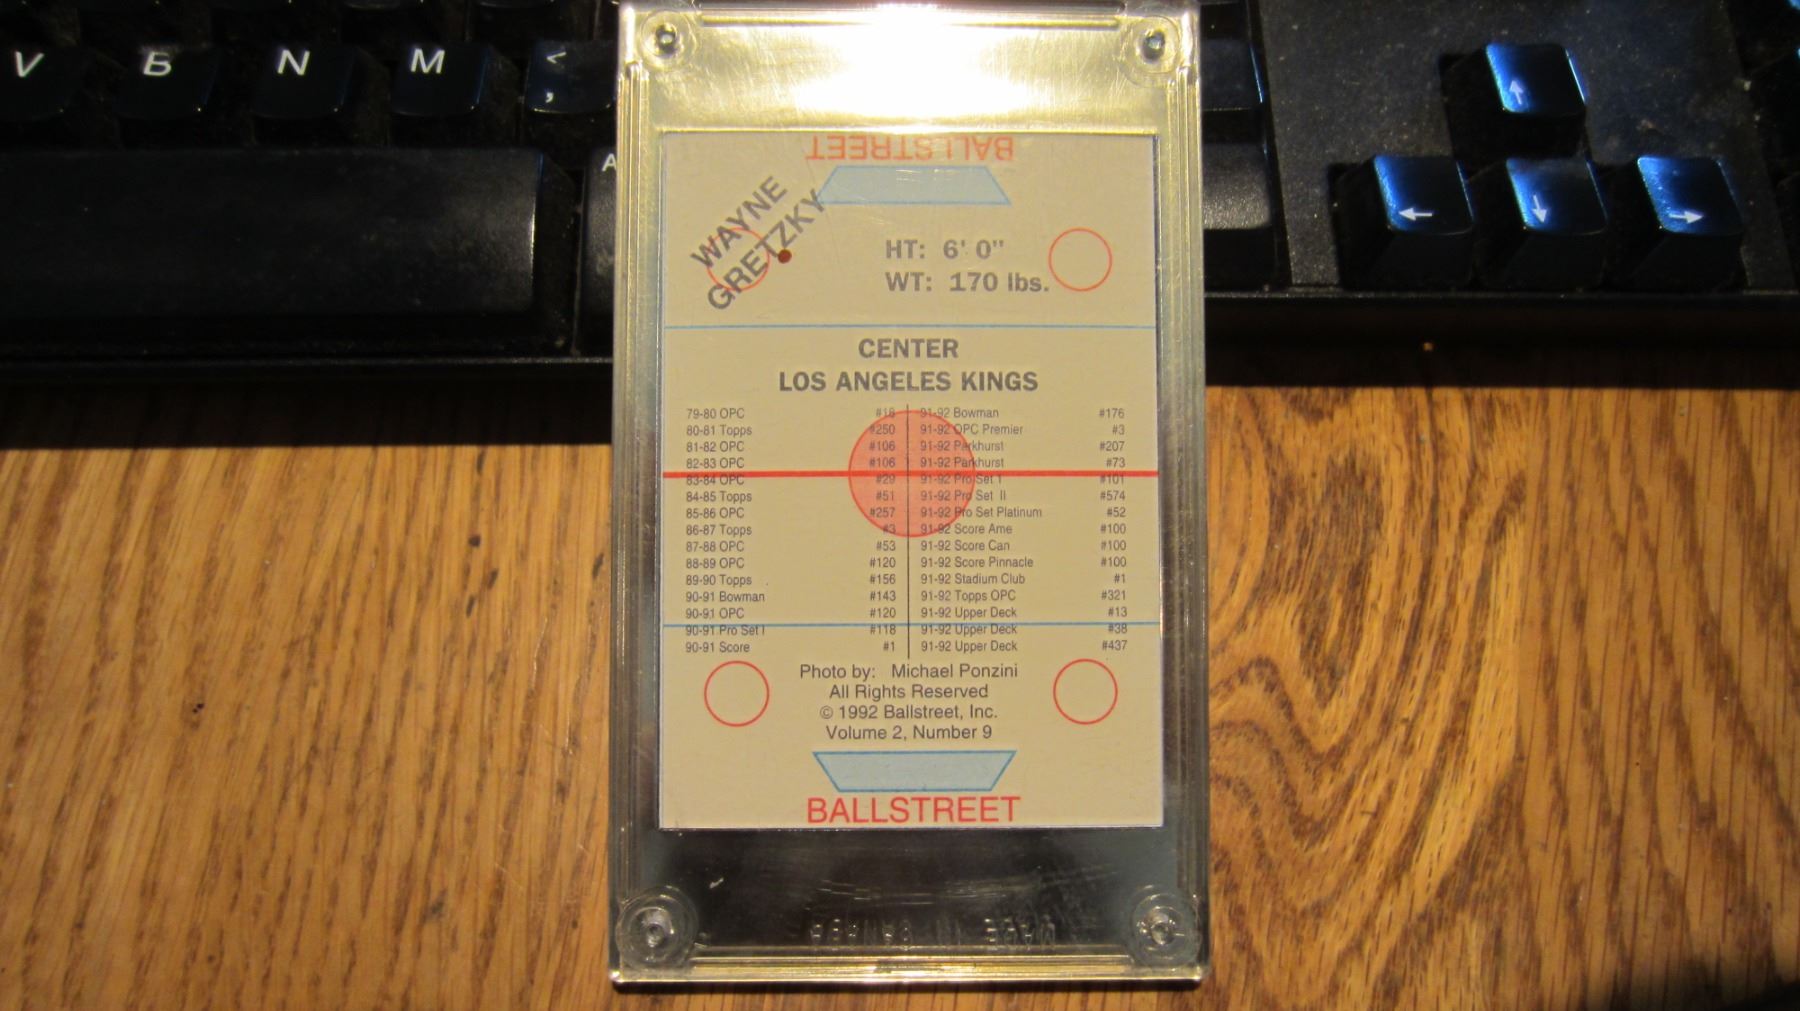 V B N M <
,
A
↑
← ↓ →
BALLSTREET
WAYNE
GRETZKY
HT: 6' 0"
WT: 170 lbs.
CENTER
LOS ANGELES KINGS
79-80 OPC #18 91-92 Bowman #176
80-81 Topps #250 91-92 OPC Premier #3
81-82 OPC #106 91-92 Parkhurst #207
82-83 OPC #106 91-92 Parkhurst #73
83-84 OPC #29 91-92 Pro Set I #101
84-85 Topps #51 91-92 Pro Set II #574
85-86 OPC #257 91-92 Pro Set Platinum #52
86-87 Topps #3 91-92 Score Ame #100
87-88 OPC #53 91-92 Score Can #100
88-89 OPC #120 91-92 Score Pinnacle #100
89-90 Topps #156 91-92 Stadium Club #1
90-91 Bowman #143 91-92 Topps OPC #321
90-91 OPC #120 91-92 Upper Deck #13
90-91 Pro Set I #118 91-92 Upper Deck #38
90-91 Score #1 91-92 Upper Deck #437
Photo by: Michael Ponzini
All Rights Reserved
© 1992 Ballstreet, Inc.
Volume 2, Number 9
BALLSTREET
MADE IN CANADA